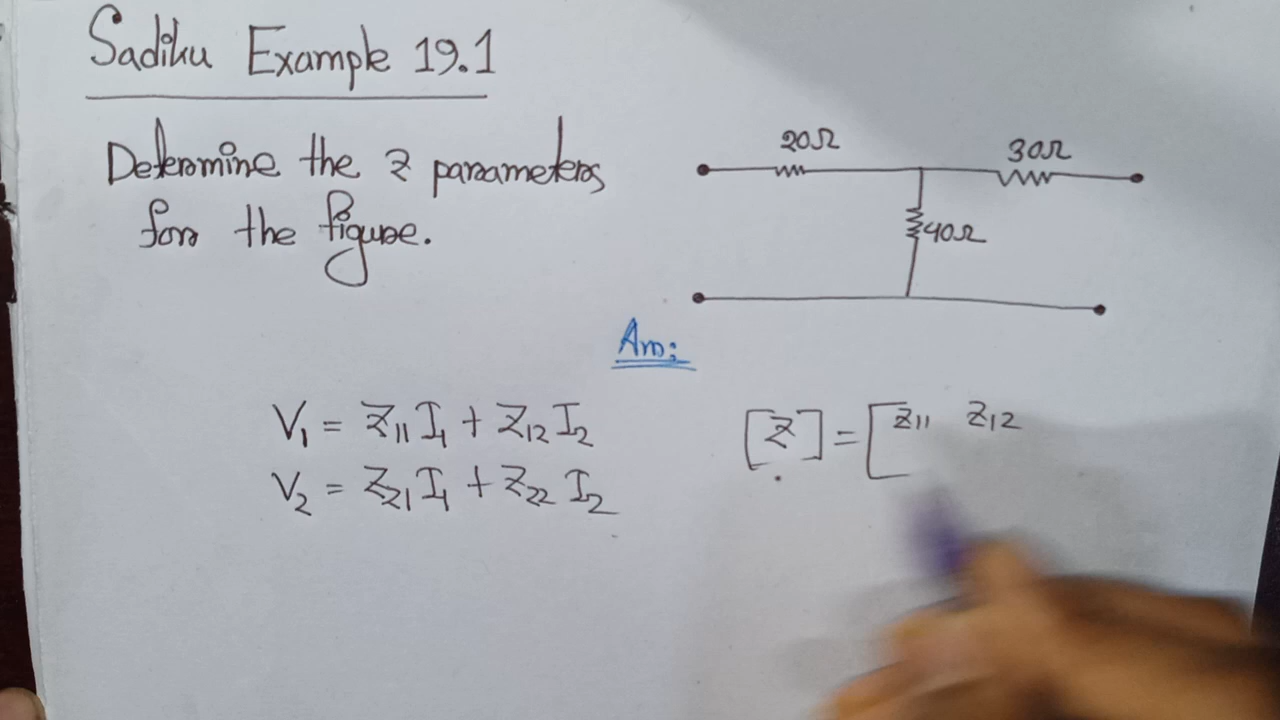 Sadiku Example 19.1
Determine the z parameters
for the figure.
20Ω
30Ω
40Ω
Ans:
V₁ = Z₁₁ I₁ + Z₁₂ I₂
V₂ = Z₂₁ I₁ + Z₂₂ I₂
[Z] = [Z₁₁ Z₁₂